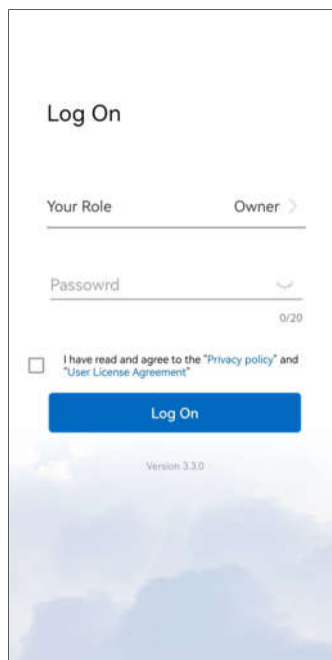 Log On
Your Role Owner
Passowrd
0/20
I have read and agree to the "Privacy policy" and
"User License Agreement"
Log On
Version 3.3.0